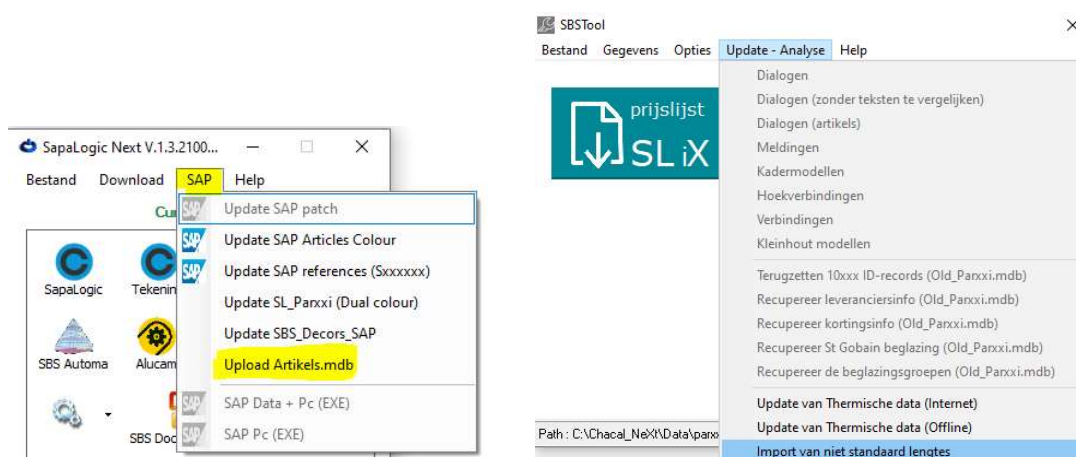 SapaLogic Next V.1.3.2100...
Bestand Download SAP Help
Update SAP patch
Update SAP Articles Colour
Update SAP references (Sxxxxxx)
Update SL_Parxxi (Dual colour)
Update SBS_Decors_SAP
Upload Artikels.mdb
SAP Data + Pc (EXE)
SAP Pc (EXE)
SapaLogic
SBS Automa
Alucam
SBS Doc
SBSTool
Bestand Gegevens Opties Update - Analyse Help
prijslijst
SLiX
Dialogen
Dialogen (zonder teksten te vergelijken)
Dialogen (artikels)
Meldingen
Kadermodellen
Hoekverbindingen
Verbindingen
Kleinhout modellen
Terugzetten 10xxx ID-records (Old_Parxxi.mdb)
Recupereer leveranciersinfo (Old_Parxxi.mdb)
Recupereer kortingsinfo (Old_Parxxi.mdb)
Recupereer St Gobain beglazing (Old_Parxxi.mdb)
Recupereer de beglazingsgroepen (Old_Parxxi.mdb)
Update van Thermische data (Internet)
Update van Thermische data (Offline)
Import van niet standaard lengtes
Path : C:\Chacal_NeXt\Data\parxx